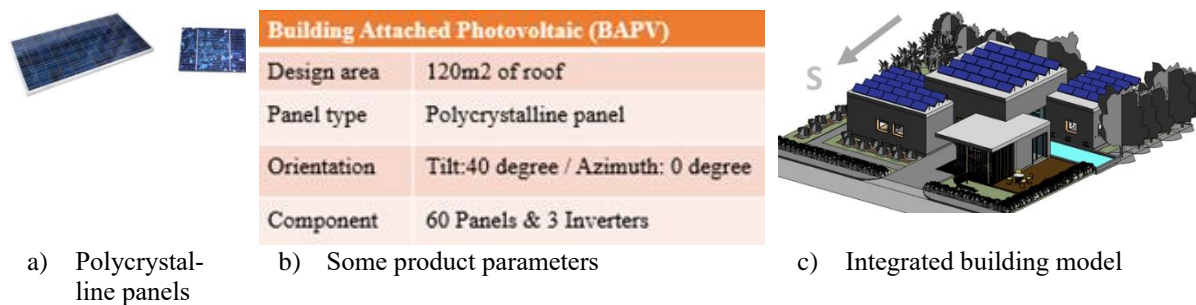 Building Attached Photovoltaic (BAPV)
Design area 120m2 of roof
Panel type Polycrystalline panel
Orientation Tilt:40 degree / Azimuth: 0 degree
Component 60 Panels & 3 Inverters
S
a) Polycrystal-
line panels
b) Some product parameters
c) Integrated building model